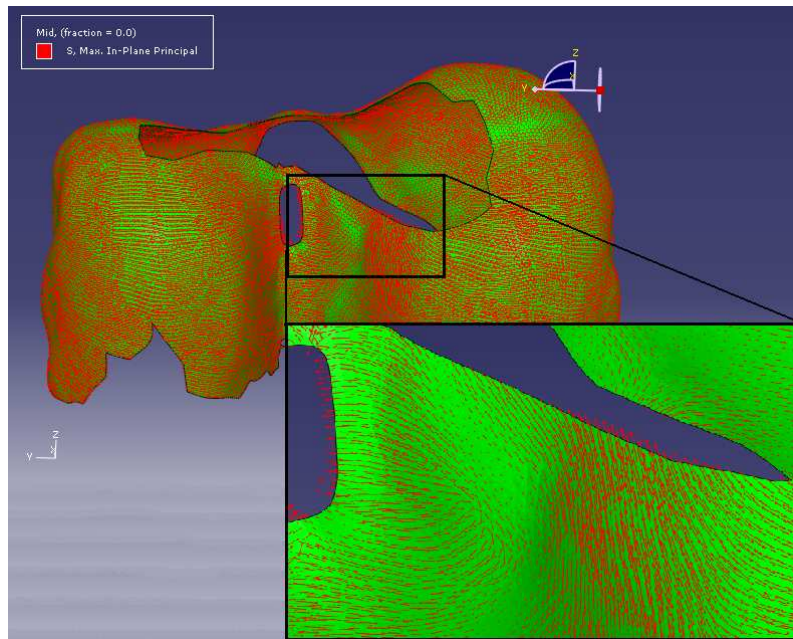 Mid, (fraction = 0.0)
S, Max. In-Plane Principal
Z
X
Y
Z
Y
X